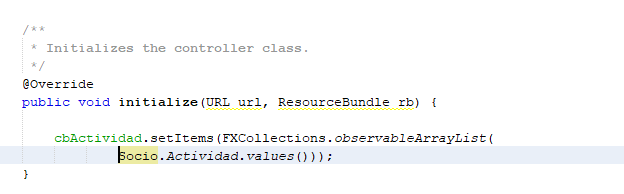 /**
* Initializes the controller class.
*/
@Override
public void initialize(URL url, ResourceBundle rb) {
cbActividad.setItems(FXCollections.observableArrayList(
Socio.Actividad.values()));
}